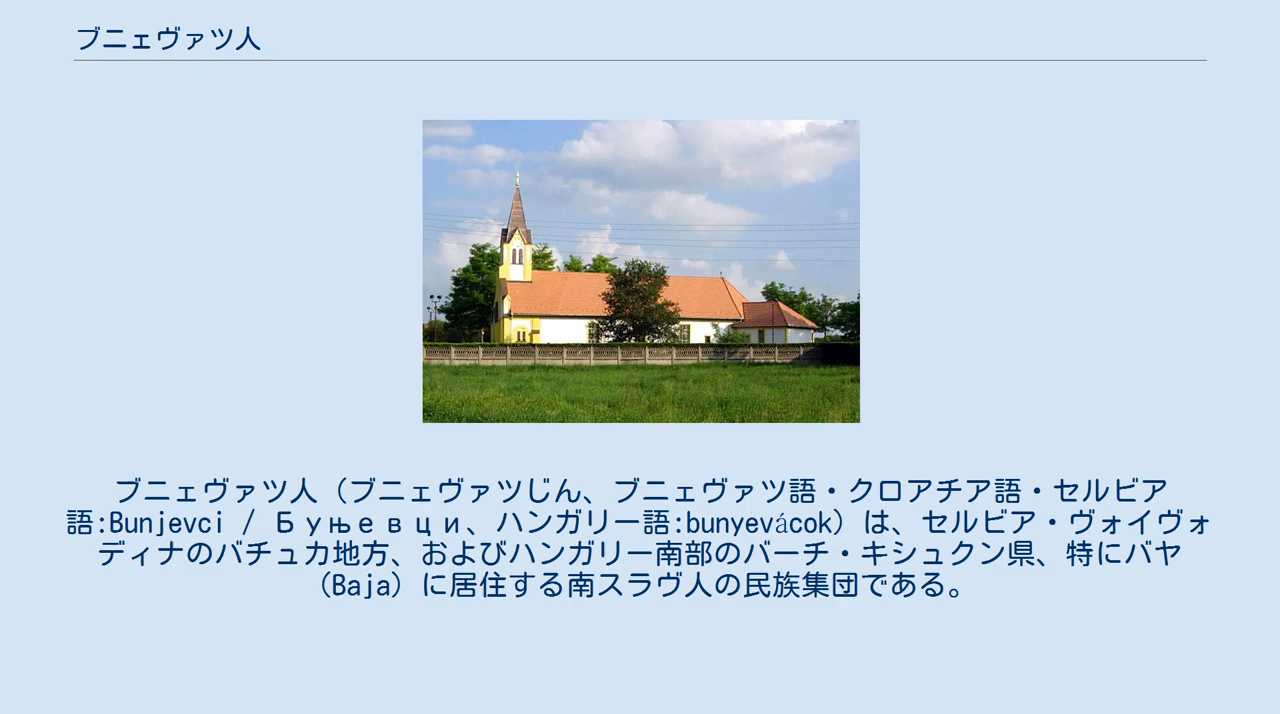 ブニェヴァツ人
ブニェヴァツ人（ブニェヴァツじん、ブニェヴァツ語・クロアチア語・セルビア
語:Bunjevci / Буњевци、ハンガリー語:bunyevácok）は、セルビア・ヴォイヴォ
ディナのバチュカ地方、およびハンガリー南部のバーチ・キシュクン県、特にバヤ
（Baja）に居住する南スラヴ人の民族集団である。